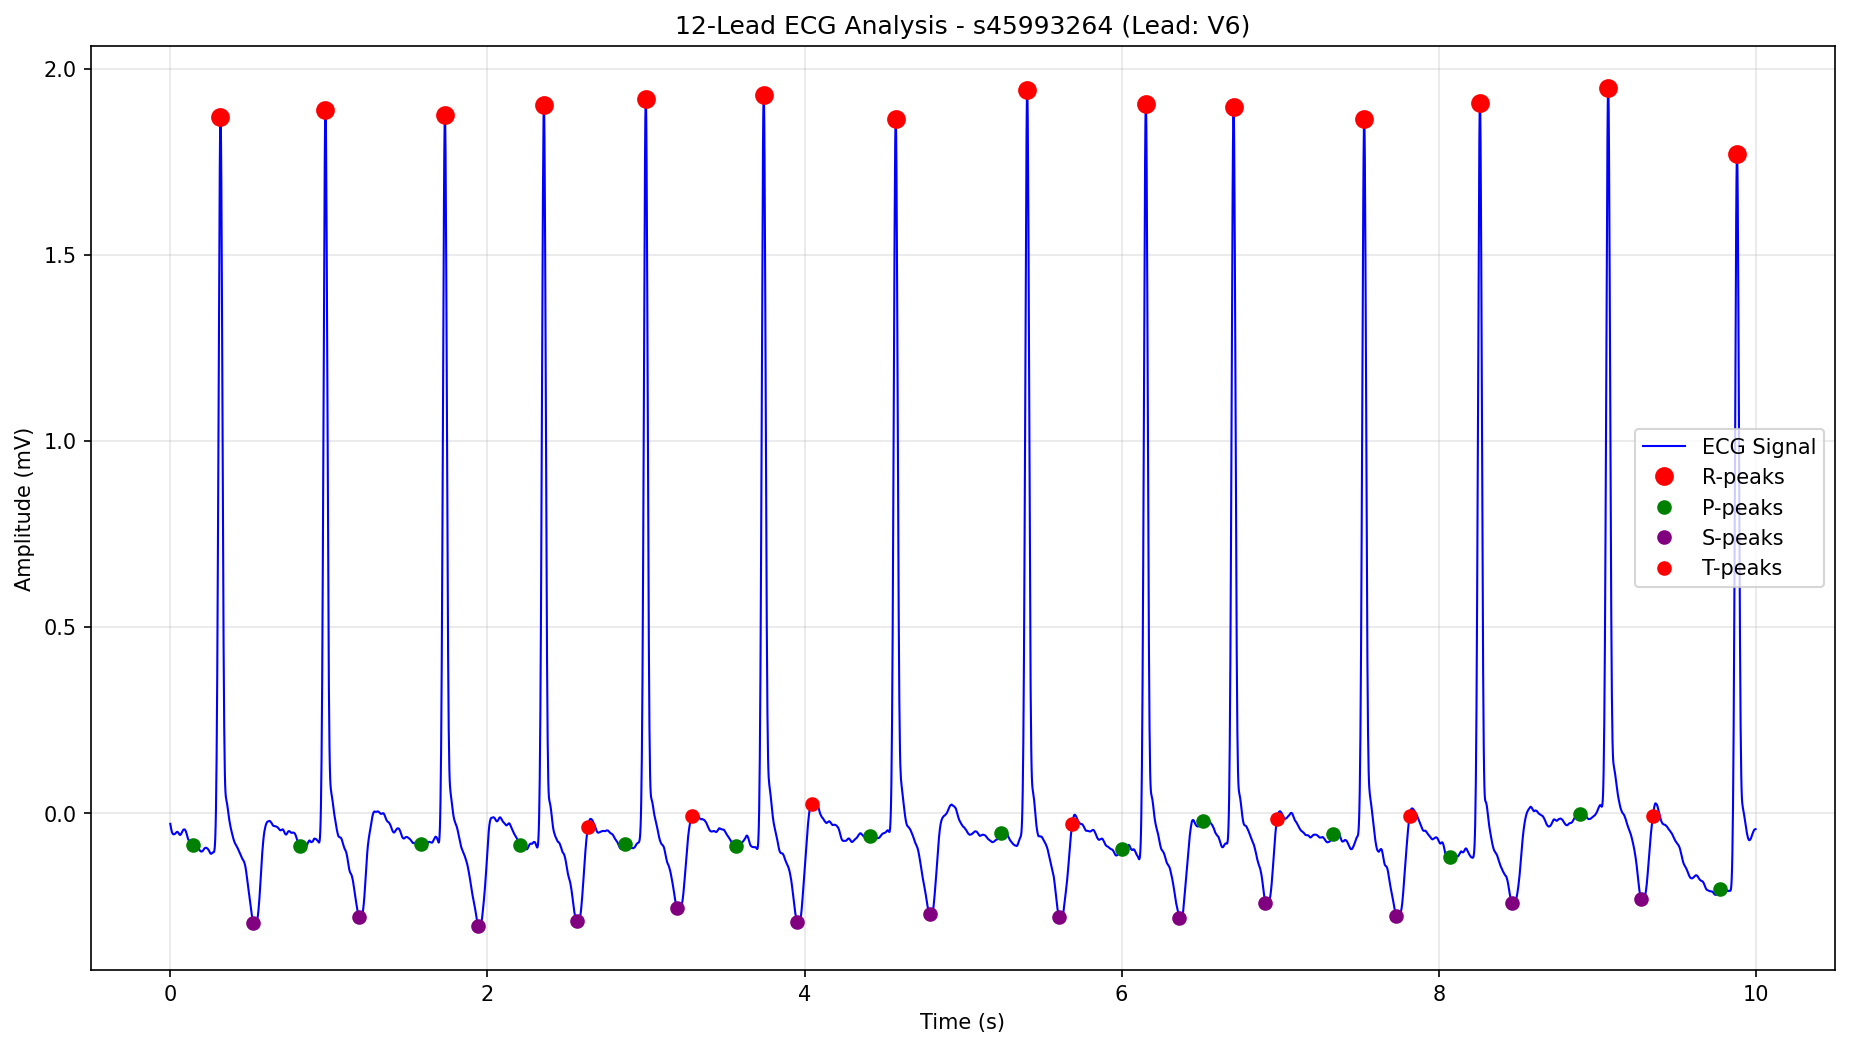 12-Lead ECG Analysis - s45993264 (Lead: V6)
2.0
1.5
1.0
0.5
0.0
Amplitude (mV)
ECG Signal
R-peaks
P-peaks
S-peaks
T-peaks
0 2 4 6 8 10
Time (s)